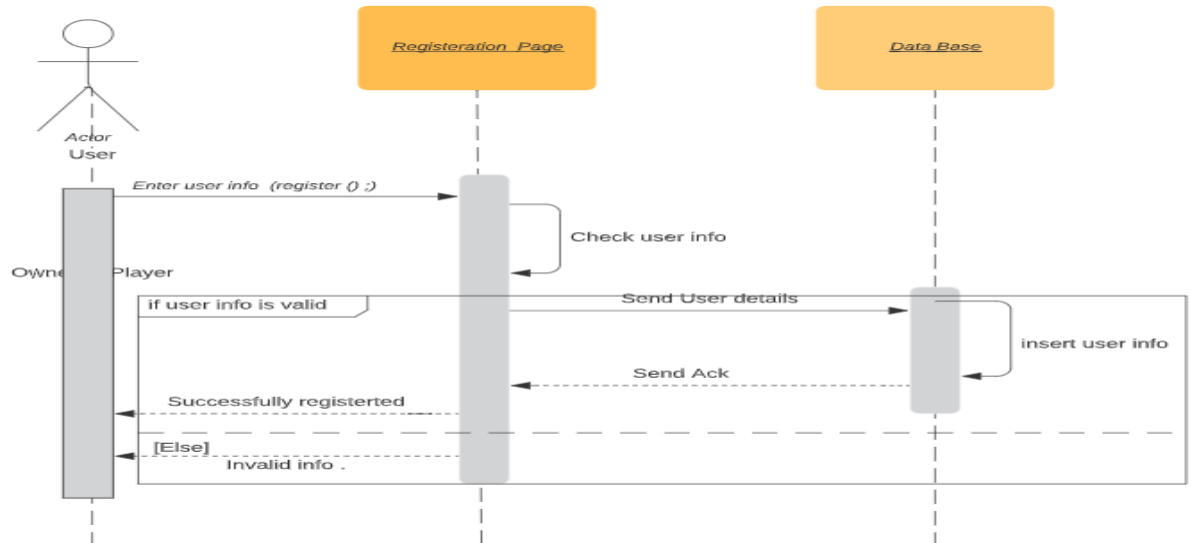 Registeration Page
Data Base
Actor
User
Enter user info (register () ;)
Check user info
Player
if user info is valid
Send User details
insert user info
Send Ack
Successfully registerted
[Else]
Invalid info .